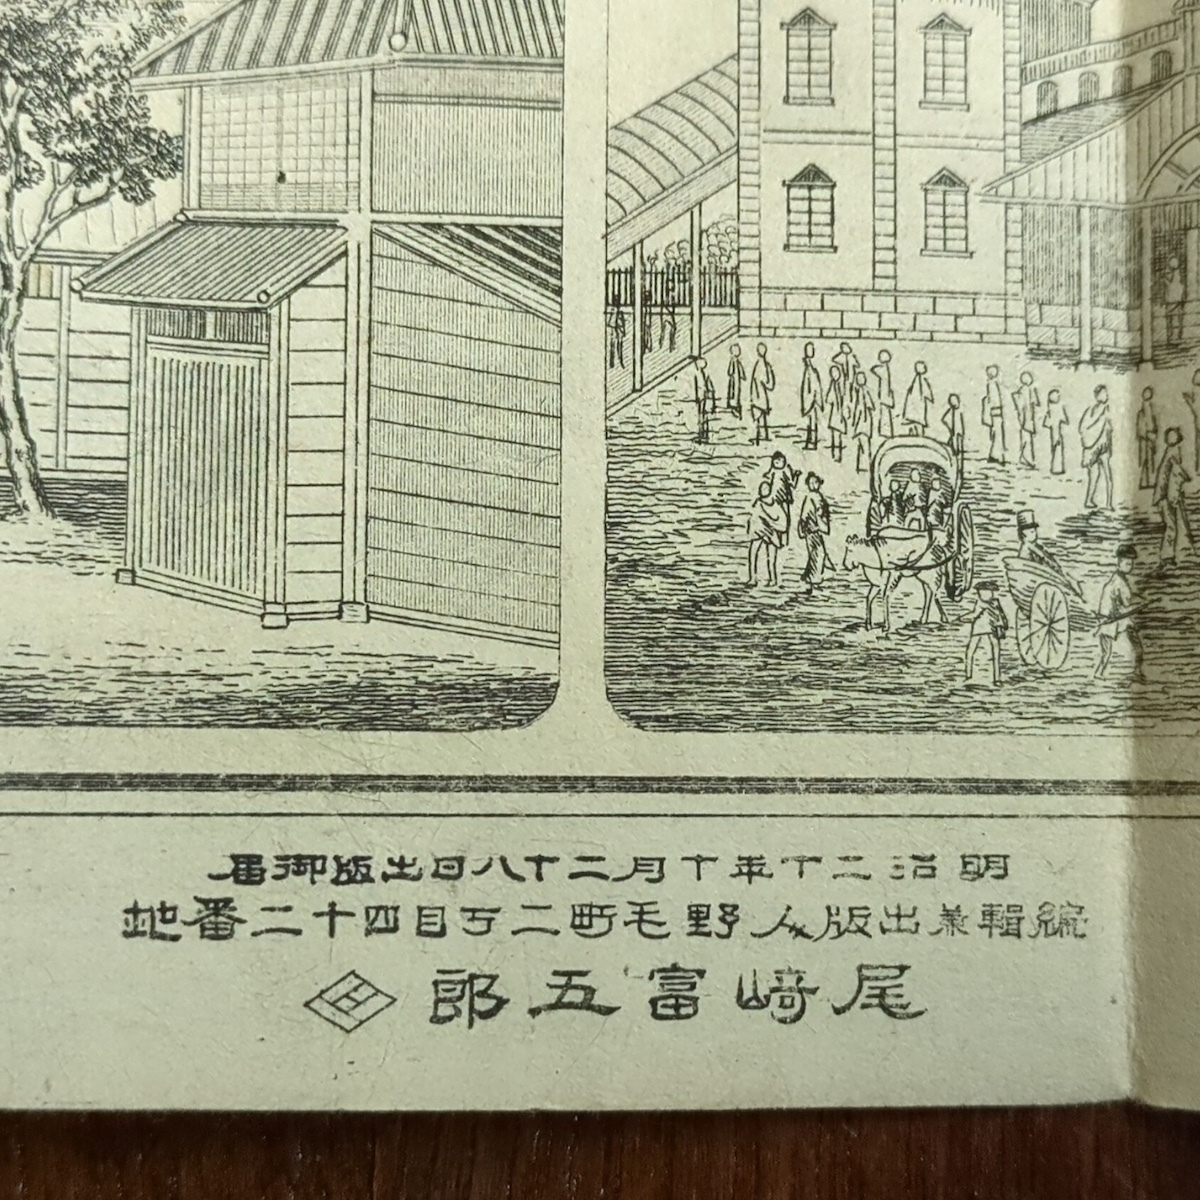 明治二十年十月二十八日出版御届
編輯兼出版人野毛町二丁目四十二番地
尾﨑富五郎